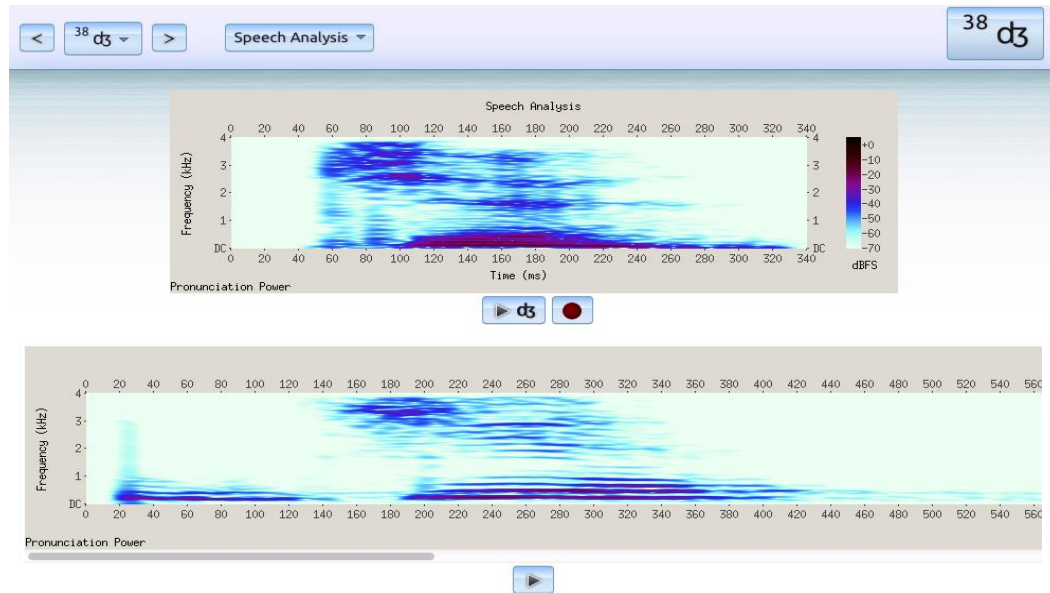 < 38 ʤ > Speech Analysis 38 ʤ
Speech Analysis
0 20 40 60 80 100 120 140 160 180 200 220 240 260 280 300 320 340
4 4 +0
-10
3 3 -20
2 2 -30
-40
1 1 -50
-60
DC DC -70
0 20 40 60 80 100 120 140 160 180 200 220 240 260 280 300 320 340
Frequency (kHz)
Time (ms)
dBFS
Pronunciation Power
ʤ
0 20 40 60 80 100 120 140 160 180 200 220 240 260 280 300 320 340 360 380 400 420 440 460 480 500 520 540 560
4
3
2
1
DC
Frequency (kHz)
0 20 40 60 80 100 120 140 160 180 200 220 240 260 280 300 320 340 360 380 400 420 440 460 480 500 520 540 560
Pronunciation Power